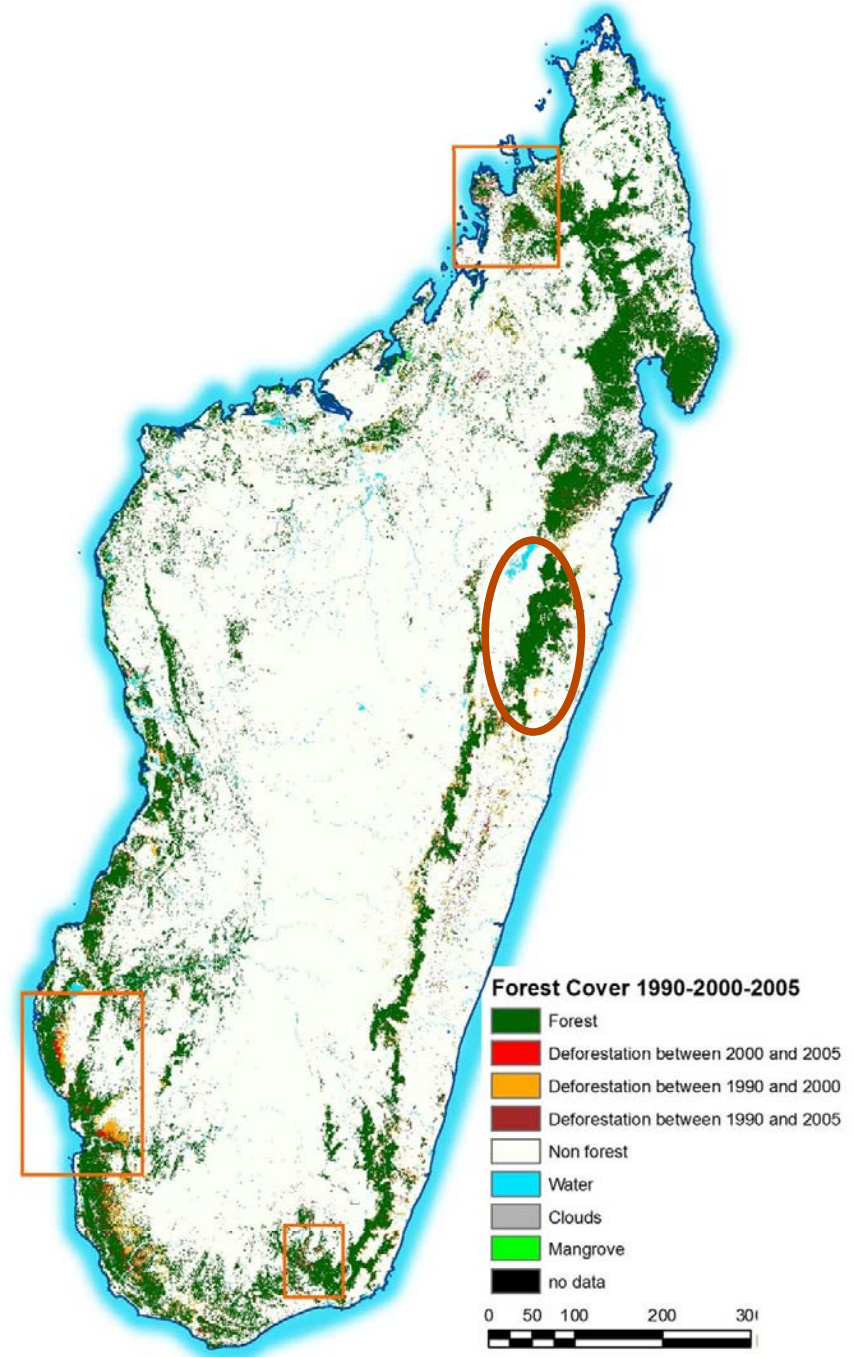 Forest Cover 1990-2000-2005
Forest
Deforestation between 2000 and 2005
Deforestation between 1990 and 2000
Deforestation between 1990 and 2005
Non forest
Water
Clouds
Mangrove
no data
0 50 100 200